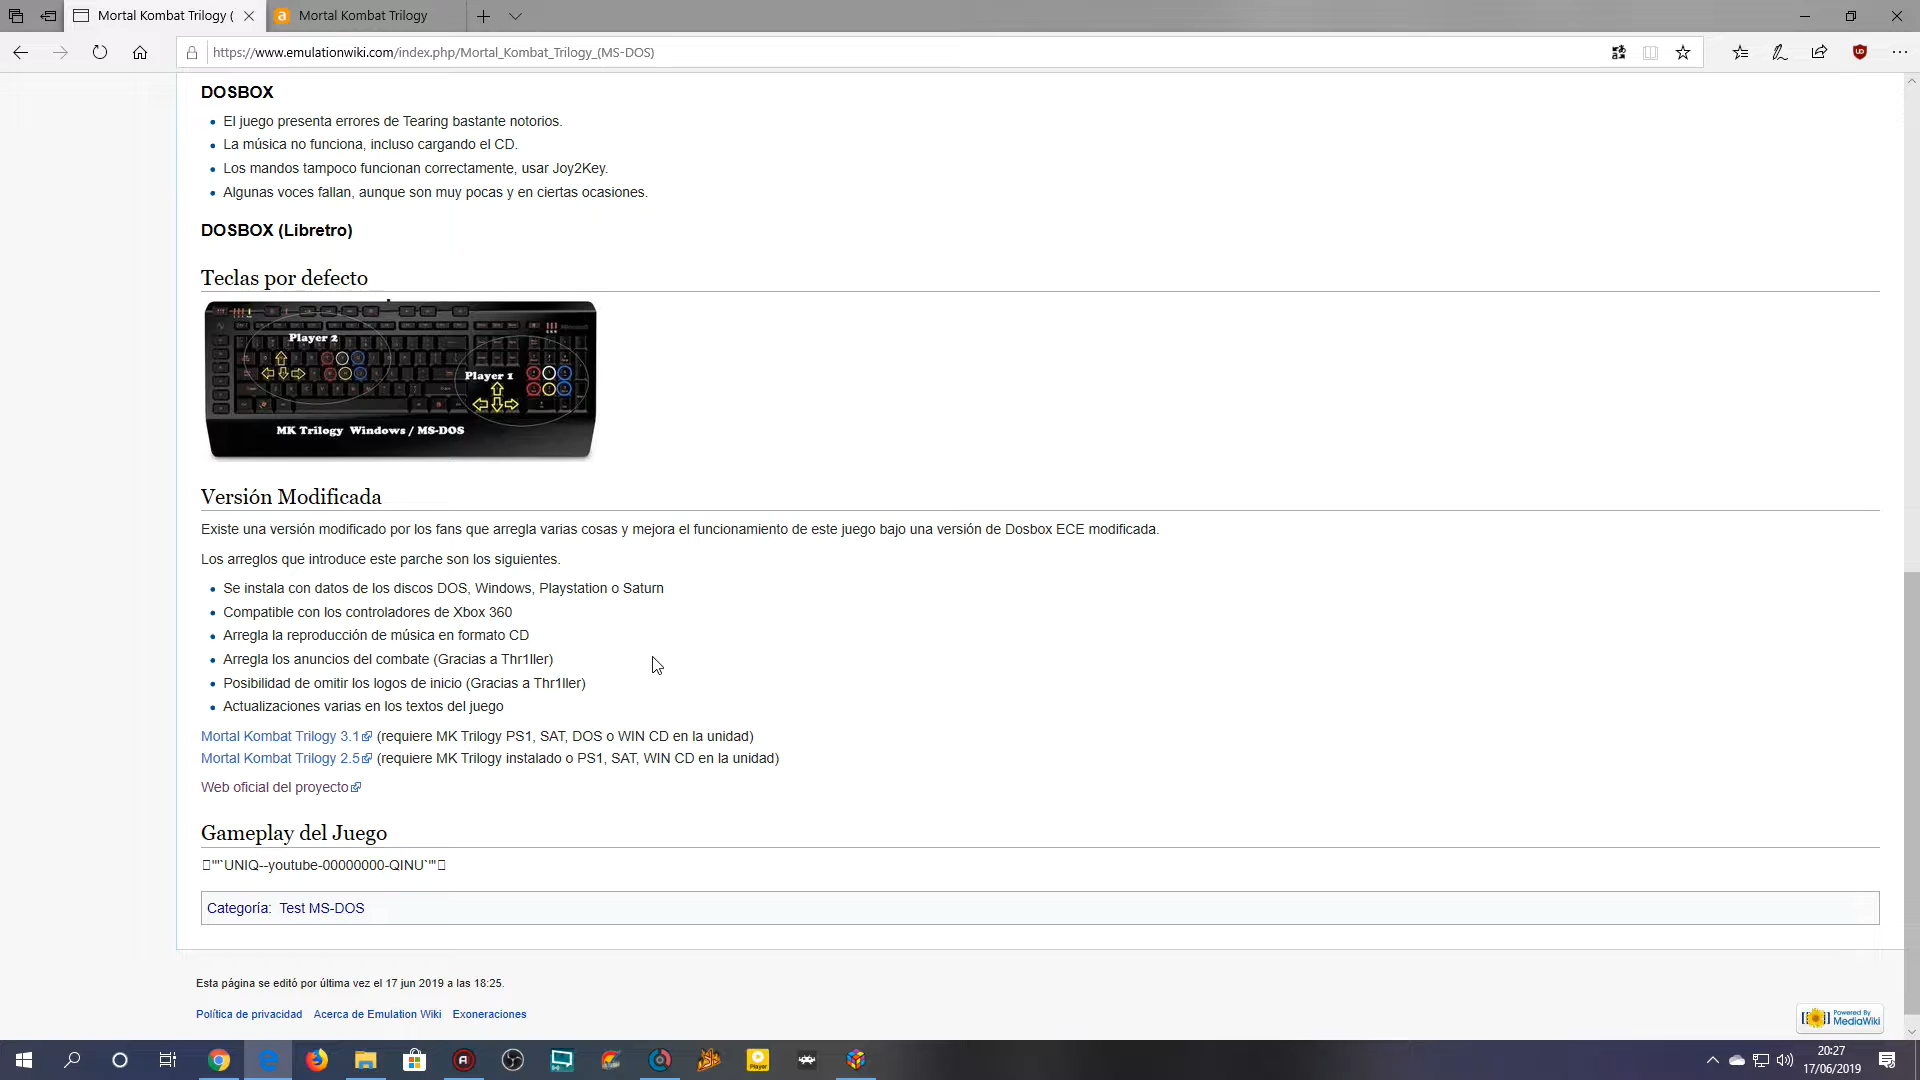 Mortal Kombat Trilogy (
Mortal Kombat Trilogy
https://www.emulationwiki.com/index.php/Mortal_Kombat_Trilogy_(MS-DOS)
DOSBOX
El juego presenta errores de Tearing bastante notorios.
La música no funciona, incluso cargando el CD.
Los mandos tampoco funcionan correctamente, usar Joy2Key.
Algunas voces fallan, aunque son muy pocas y en ciertas ocasiones.
DOSBOX (Libretro)
Teclas por defecto
Player 2
Player 1
MK Trilogy Windows / MS-DOS
Versión Modificada
Existe una versión modificado por los fans que arregla varias cosas y mejora el funcionamiento de este juego bajo una versión de Dosbox ECE modificada.
Los arreglos que introduce este parche son los siguientes.
Se instala con datos de los discos DOS, Windows, Playstation o Saturn
Compatible con los controladores de Xbox 360
Arregla la reproducción de música en formato CD
Arregla los anuncios del combate (Gracias a Thr1ller)
Posibilidad de omitir los logos de inicio (Gracias a Thr1ller)
Actualizaciones varias en los textos del juego
Mortal Kombat Trilogy 3.1 (requiere MK Trilogy PS1, SAT, DOS o WIN CD en la unidad)
Mortal Kombat Trilogy 2.5 (requiere MK Trilogy instalado o PS1, SAT, WIN CD en la unidad)
Web oficial del proyecto
Gameplay del Juego
'"`UNIQ--youtube-00000000-QINU`"'
Categoría: Test MS-DOS
Esta página se editó por última vez el 17 jun 2019 a las 18:25.
Política de privacidad Acerca de Emulation Wiki Exoneraciones
Powered By
MediaWiki
20:27
17/06/2019